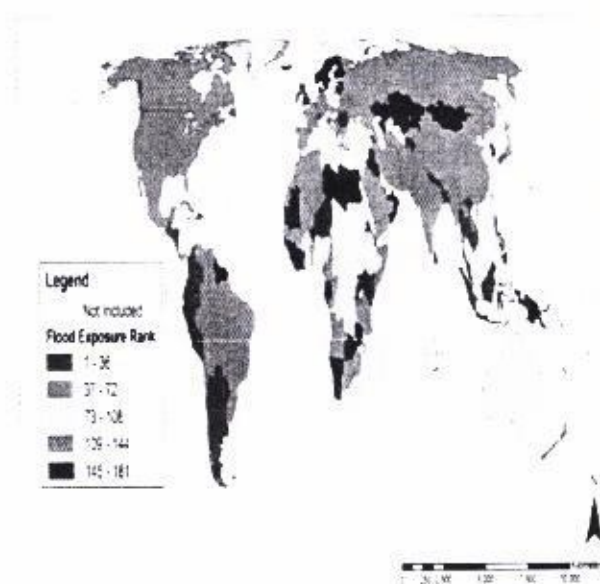 Legend
Not included
Flood Exposure Rank
1 - 36
37 - 72
73 - 108
109 - 144
145 - 181
N